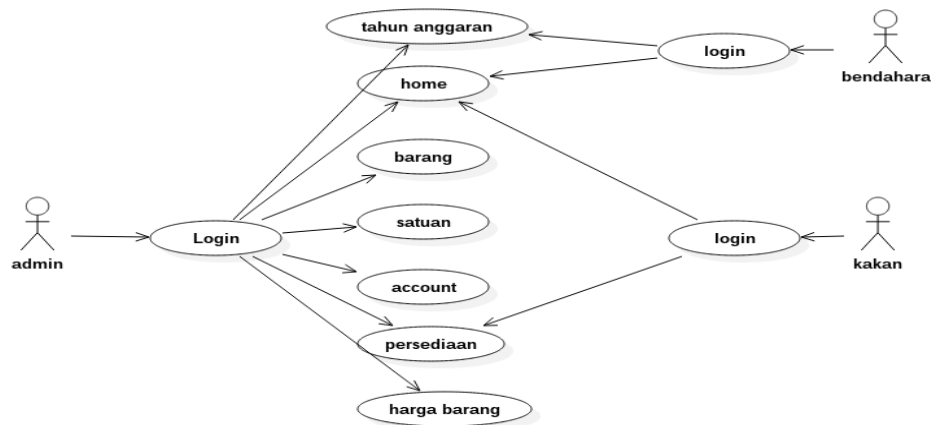 tahun anggaran
login
bendahara
home
barang
satuan
admin
Login
login
kakan
account
persediaan
harga barang